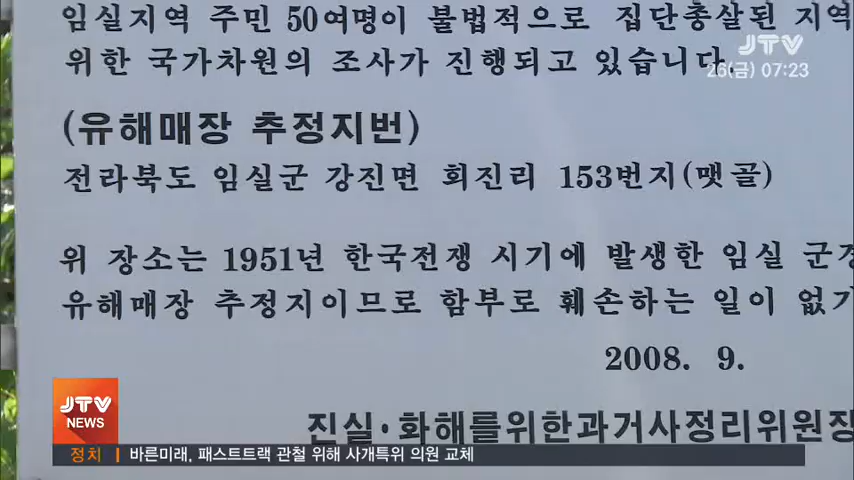 임실지역 주민 50여명이 불법적으로 집단총살된 지역
위한 국가차원의 조사가 진행되고 있습니다.
JTV
26(금) 07:23
(유해매장 추정지번)
전라북도 임실군 강진면 회진리 153번지(맷골)
위 장소는 1951년 한국전쟁 시기에 발생한 임실 군경
유해매장 추정지이므로 함부로 훼손하는 일이 없기
2008. 9.
진실·화해를위한과거사정리위원장
JTV
NEWS
정치 바른미래, 패스트트랙 관철 위해 사개특위 의원 교체